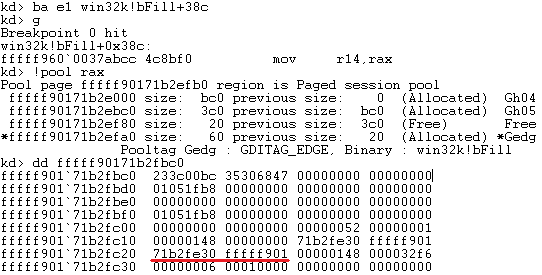 kd> ba e1 win32k!bFill+38c
kd> g
Breakpoint 0 hit
win32k!bFill+0x38c:
fffff960`0037abcc 4c8bf0          mov     r14,rax
kd> !pool rax
Pool page fffff90171b2efb0 region is Paged session pool
 fffff90171b2e000 size:  bc0 previous size:    0  (Allocated)  Gh04
 fffff90171b2ebc0 size:  3c0 previous size:  bc0  (Allocated)  Gh05
 fffff90171b2ef80 size:   20 previous size:  3c0  (Free)       Free
*fffff90171b2efa0 size:   60 previous size:   20  (Allocated) *Gedg
Pooltag Gedg : GDITAG_EDGE, Binary : win32k!bFill
kd> dd fffff90171b2fbc0
fffff901`71b2fbc0  233c00bc 35306847 00000000 00000000
fffff901`71b2fbd0  01051fb8 00000000 00000000 00000000
fffff901`71b2fbe0  00000000 00000000 00000000 00000000
fffff901`71b2fbf0  01051fb8 00000000 00000000 00000000
fffff901`71b2fc00  00000000 00000000 00000052 00000001
fffff901`71b2fc10  00000148 00000000 71b2fe30 fffff901
fffff901`71b2fc20  71b2fe30 fffff901 00000148 000032f6
fffff901`71b2fc30  00000006 00010000 00000000 00000000